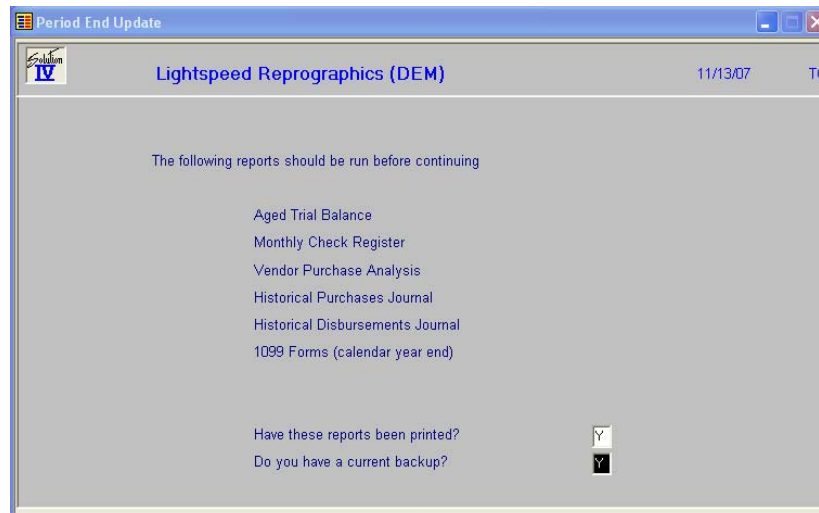 Period End Update
Solution
IV
Lightspeed Reprographics (DEM) 11/13/07
The following reports should be run before continuing
Aged Trial Balance
Monthly Check Register
Vendor Purchase Analysis
Historical Purchases Journal
Historical Disbursements Journal
1099 Forms (calendar year end)
Have these reports been printed? Y
Do you have a current backup? Y